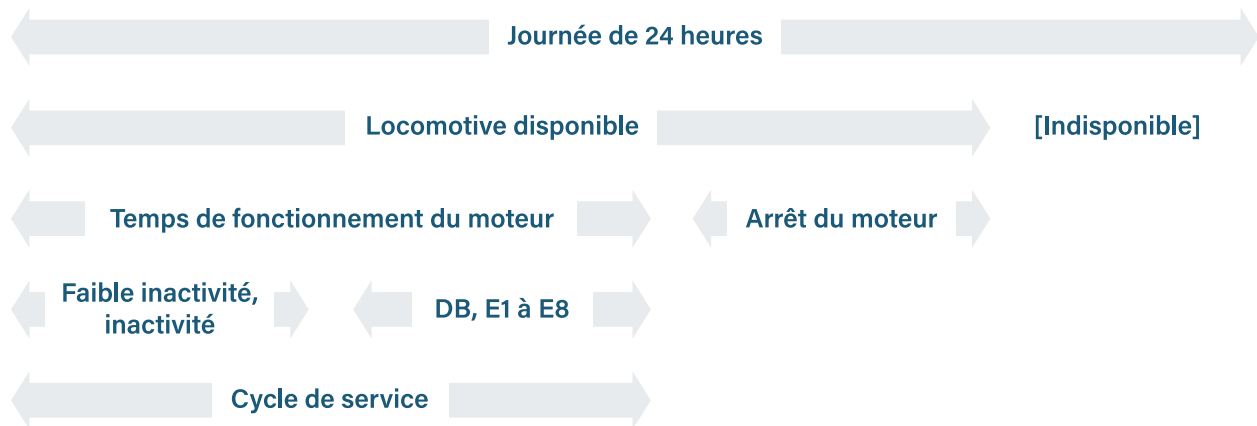 Journée de 24 heures
Locomotive disponible
[Indisponible]
Temps de fonctionnement du moteur
Arrêt du moteur
Faible inactivité,
inactivité
DB, E1 à E8
Cycle de service